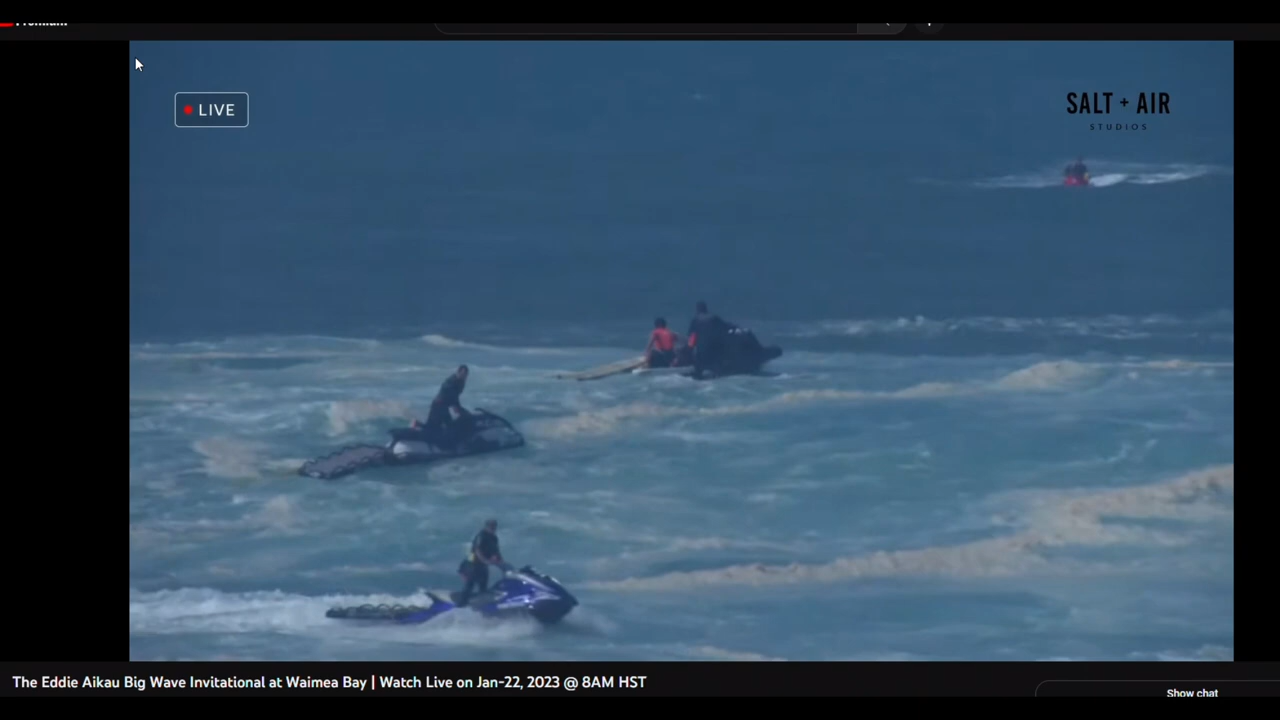 LIVE
SALT + AIR
STUDIOS
The Eddie Aikau Big Wave Invitational at Waimea Bay | Watch Live on Jan-22, 2023 @ 8AM HST
Show chat